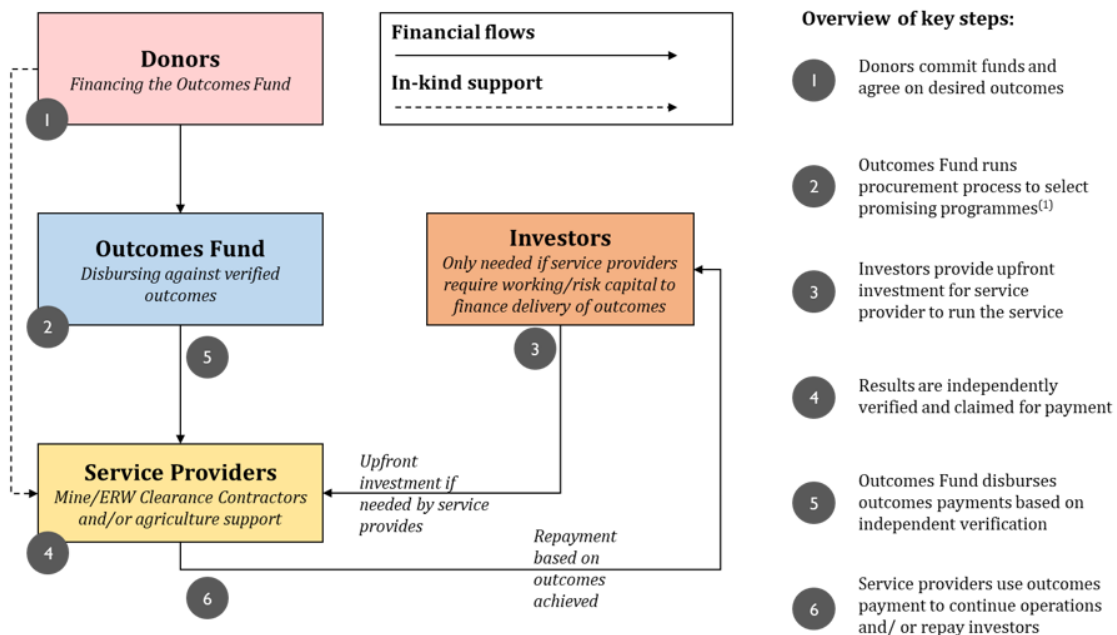 Donors
Financing the Outcomes Fund
1
Financial flows
In-kind support
Outcomes Fund
Disbursing against verified
outcomes
2
5
Investors
Only needed if service providers
require working/risk capital to
finance delivery of outcomes
3
Service Providers
Mine/ERW Clearance Contractors
and/or agriculture support
4
Upfront
investment if
needed by service
provides
6
Repayment
based on
outcomes
achieved
Overview of key steps:
1
Donors commit funds and
agree on desired outcomes
2
Outcomes Fund runs
procurement process to select
promising programmes(1)
3
Investors provide upfront
investment for service
provider to run the service
4
Results are independently
verified and claimed for payment
5
Outcomes Fund disburses
outcomes payments based on
independent verification
6
Service providers use outcomes
payment to continue operations
and/ or repay investors